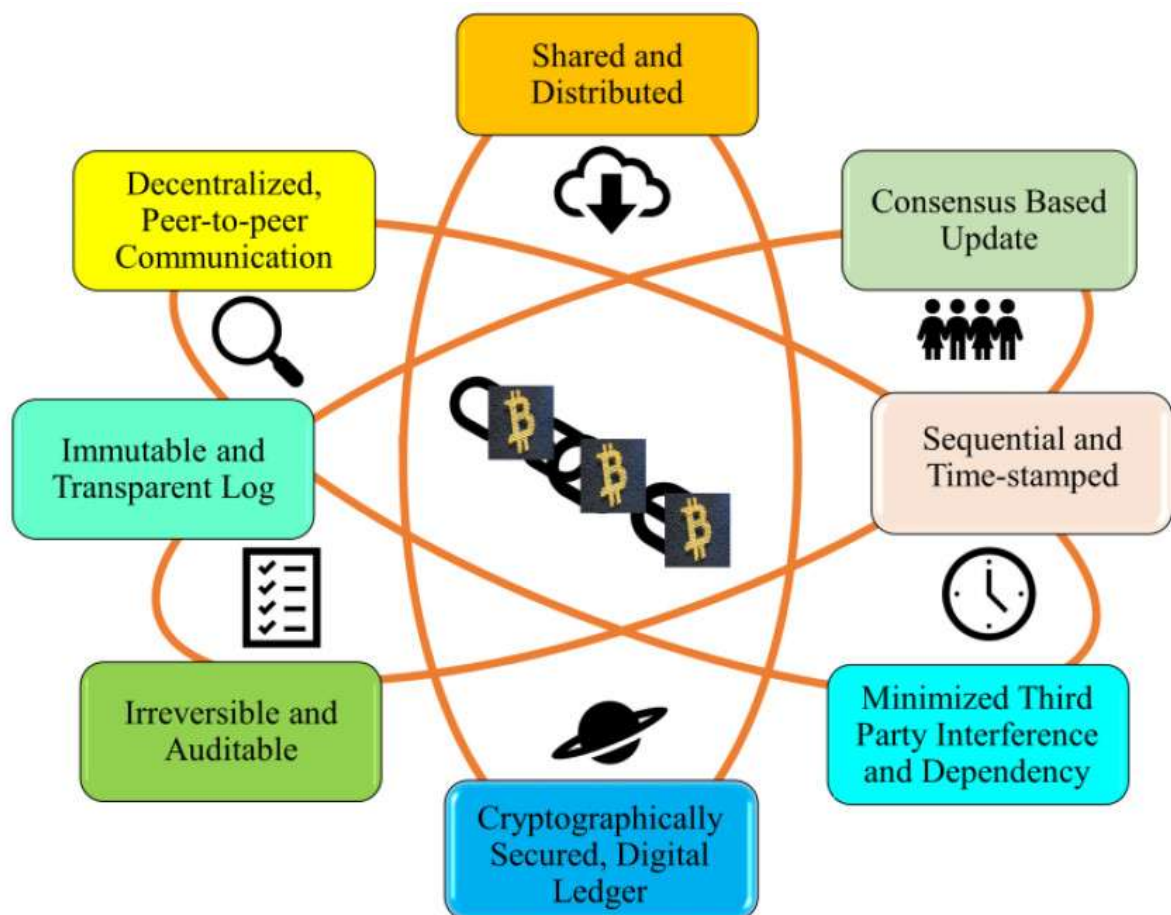 Shared and
Distributed
Decentralized,
Peer-to-peer
Communication
Consensus Based
Update
Immutable and
Transparent Log
Sequential and
Time-stamped
Irreversible and
Auditable
Minimized Third
Party Interference
and Dependency
Cryptographically
Secured, Digital
Ledger